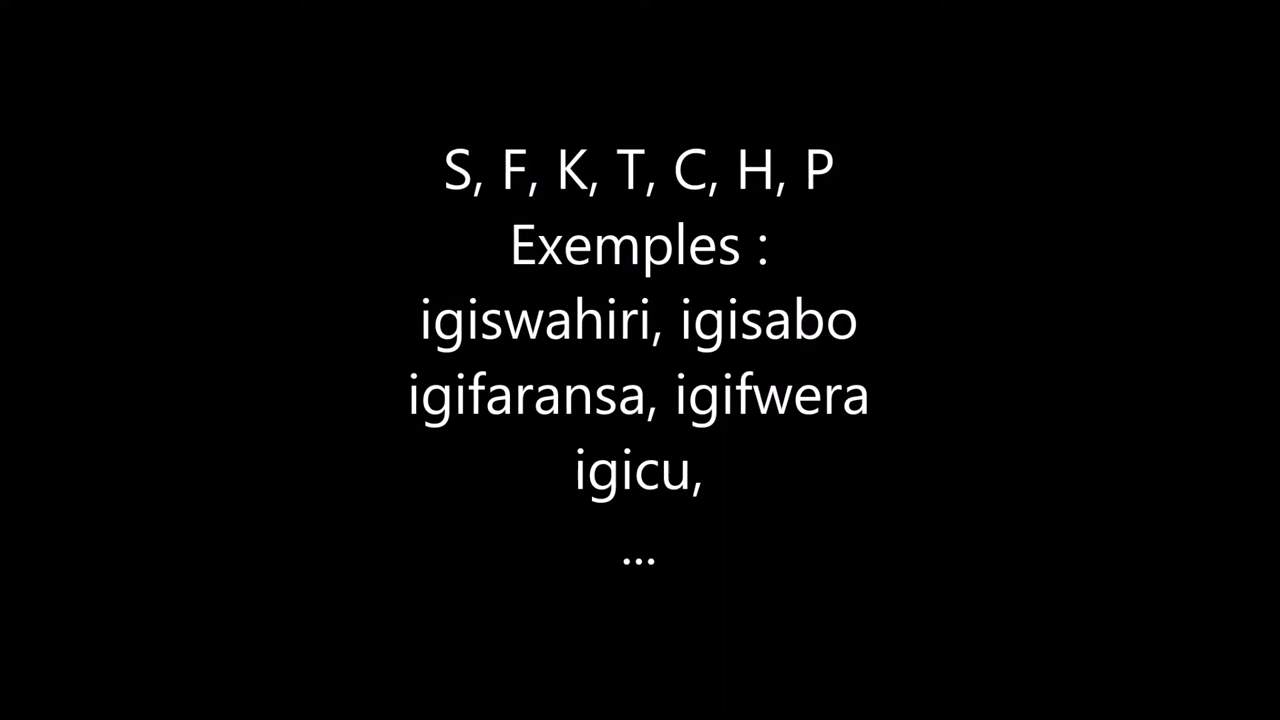 S, F, K, T, C, H, P
Exemples :
igiswahiri, igisabo
igifaransa, igifwera
igicu,
...